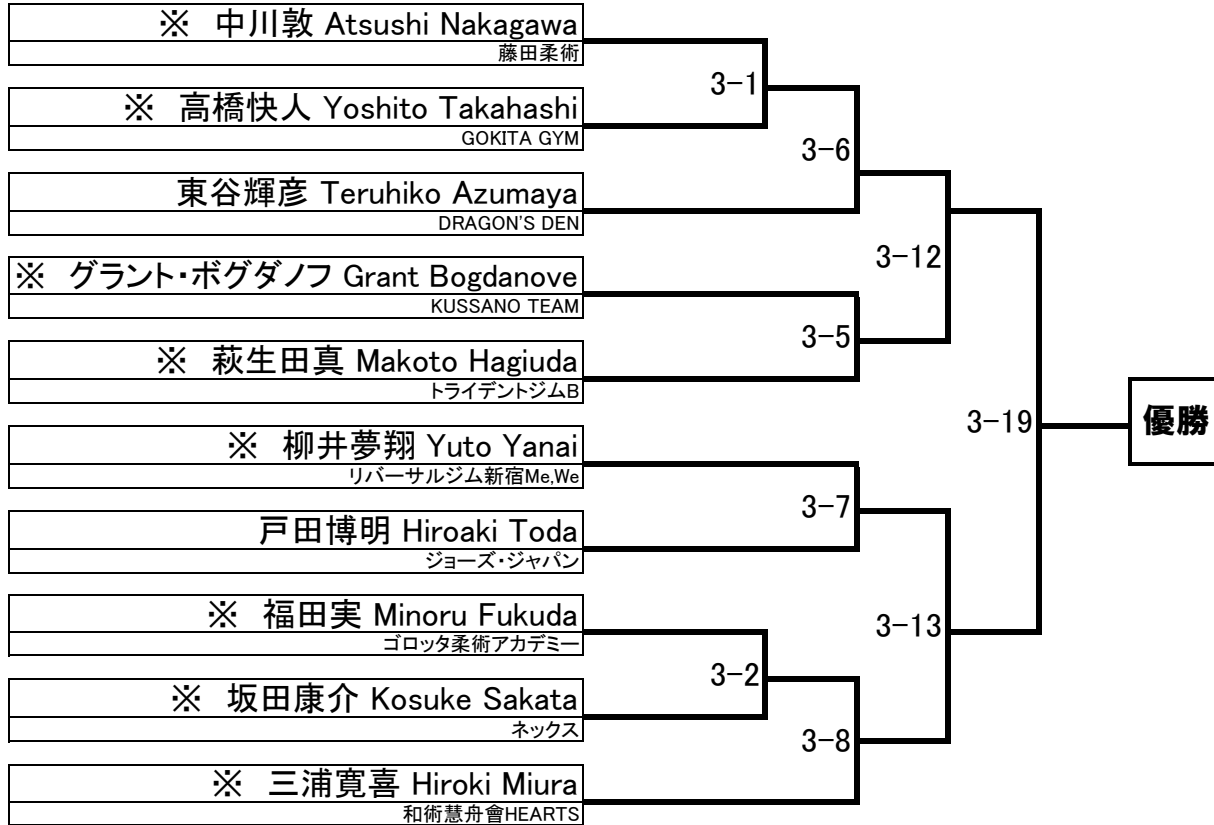 ※ 中川敦 Atsushi Nakagawa
藤田柔術
3-1
※ 高橋快人 Yoshito Takahashi
GOKITA GYM
3-6
東谷輝彦 Teruhiko Azumaya
DRAGON'S DEN
3-12
※ グラント・ボグダノフ Grant Bogdanove
KUSSANO TEAM
3-5
※ 萩生田真 Makoto Hagiuda
トライデントジムB
3-19
優勝
※ 柳井夢翔 Yuto Yanai
リバーサルジム新宿Me,We
3-7
戸田博明 Hiroaki Toda
ジョーズ・ジャパン
※ 福田実 Minoru Fukuda
ゴロッタ柔術アカデミー
3-13
3-2
※ 坂田康介 Kosuke Sakata
ネックス
3-8
※ 三浦寛喜 Hiroki Miura
和術慧舟會HEARTS